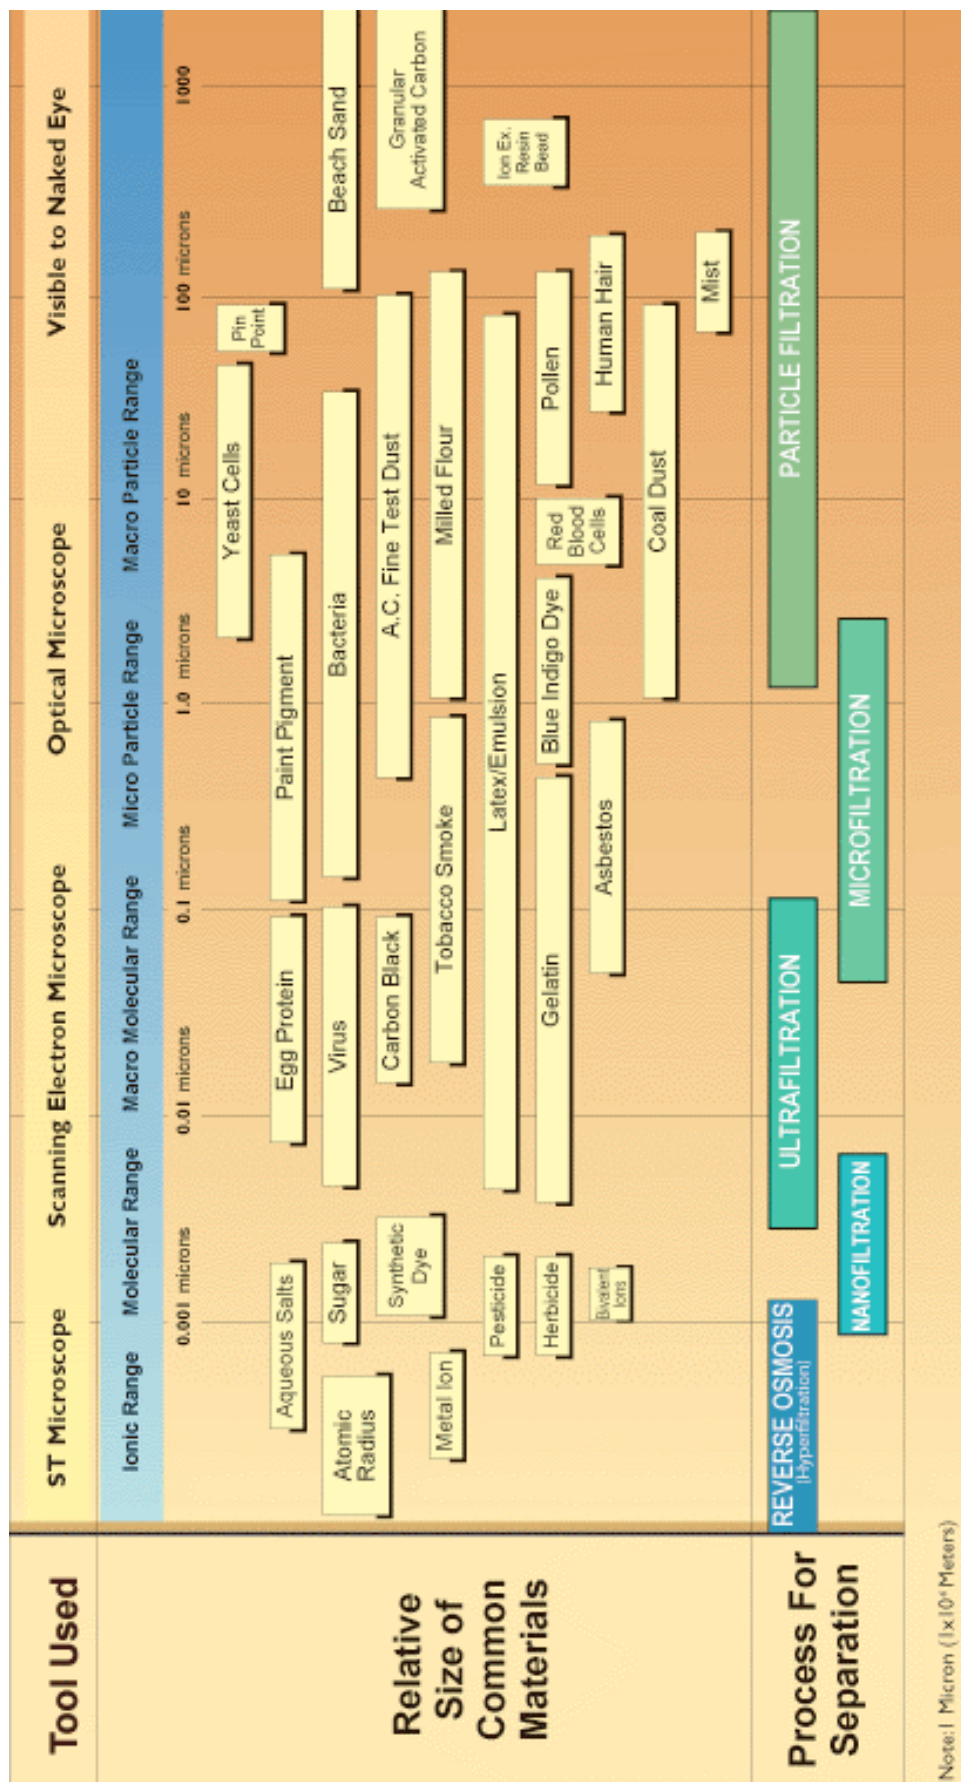 Tool Used
ST Microscope
Scanning Electron Microscope
Optical Microscope
Visible to Naked Eye
Ionic Range
Molecular Range
Macro Molecular Range
Micro Particle Range
Macro Particle Range
0.001 microns
0.01 microns
0.1 microns
1.0 microns
10 microns
100 microns
1000
Relative
Size of
Common
Materials
Yeast Cells
Pin
Point
Aqueous Salts
Egg Protein
Paint Pigment
Atomic
Radius
Sugar
Virus
Bacteria
Beach Sand
Synthetic
Dye
Carbon Black
A.C. Fine Test Dust
Granular
Activated Carbon
Metal Ion
Tobacco Smoke
Milled Flour
Pesticide
Latex/Emulsion
Ion Ex.
Resin
Bead
Herbicide
Gelatin
Blue Indigo Dye
Red
Blood
Cells
Pollen
Bivalent
Ions
Asbestos
Human Hair
Coal Dust
Mist
Process For
Separation
REVERSE OSMOSIS
(Hyperfiltration)
ULTRAFILTRATION
PARTICLE FILTRATION
NANOFILTRATION
MICROFILTRATION
Note:1 Micron (1x10⁶ Meters)